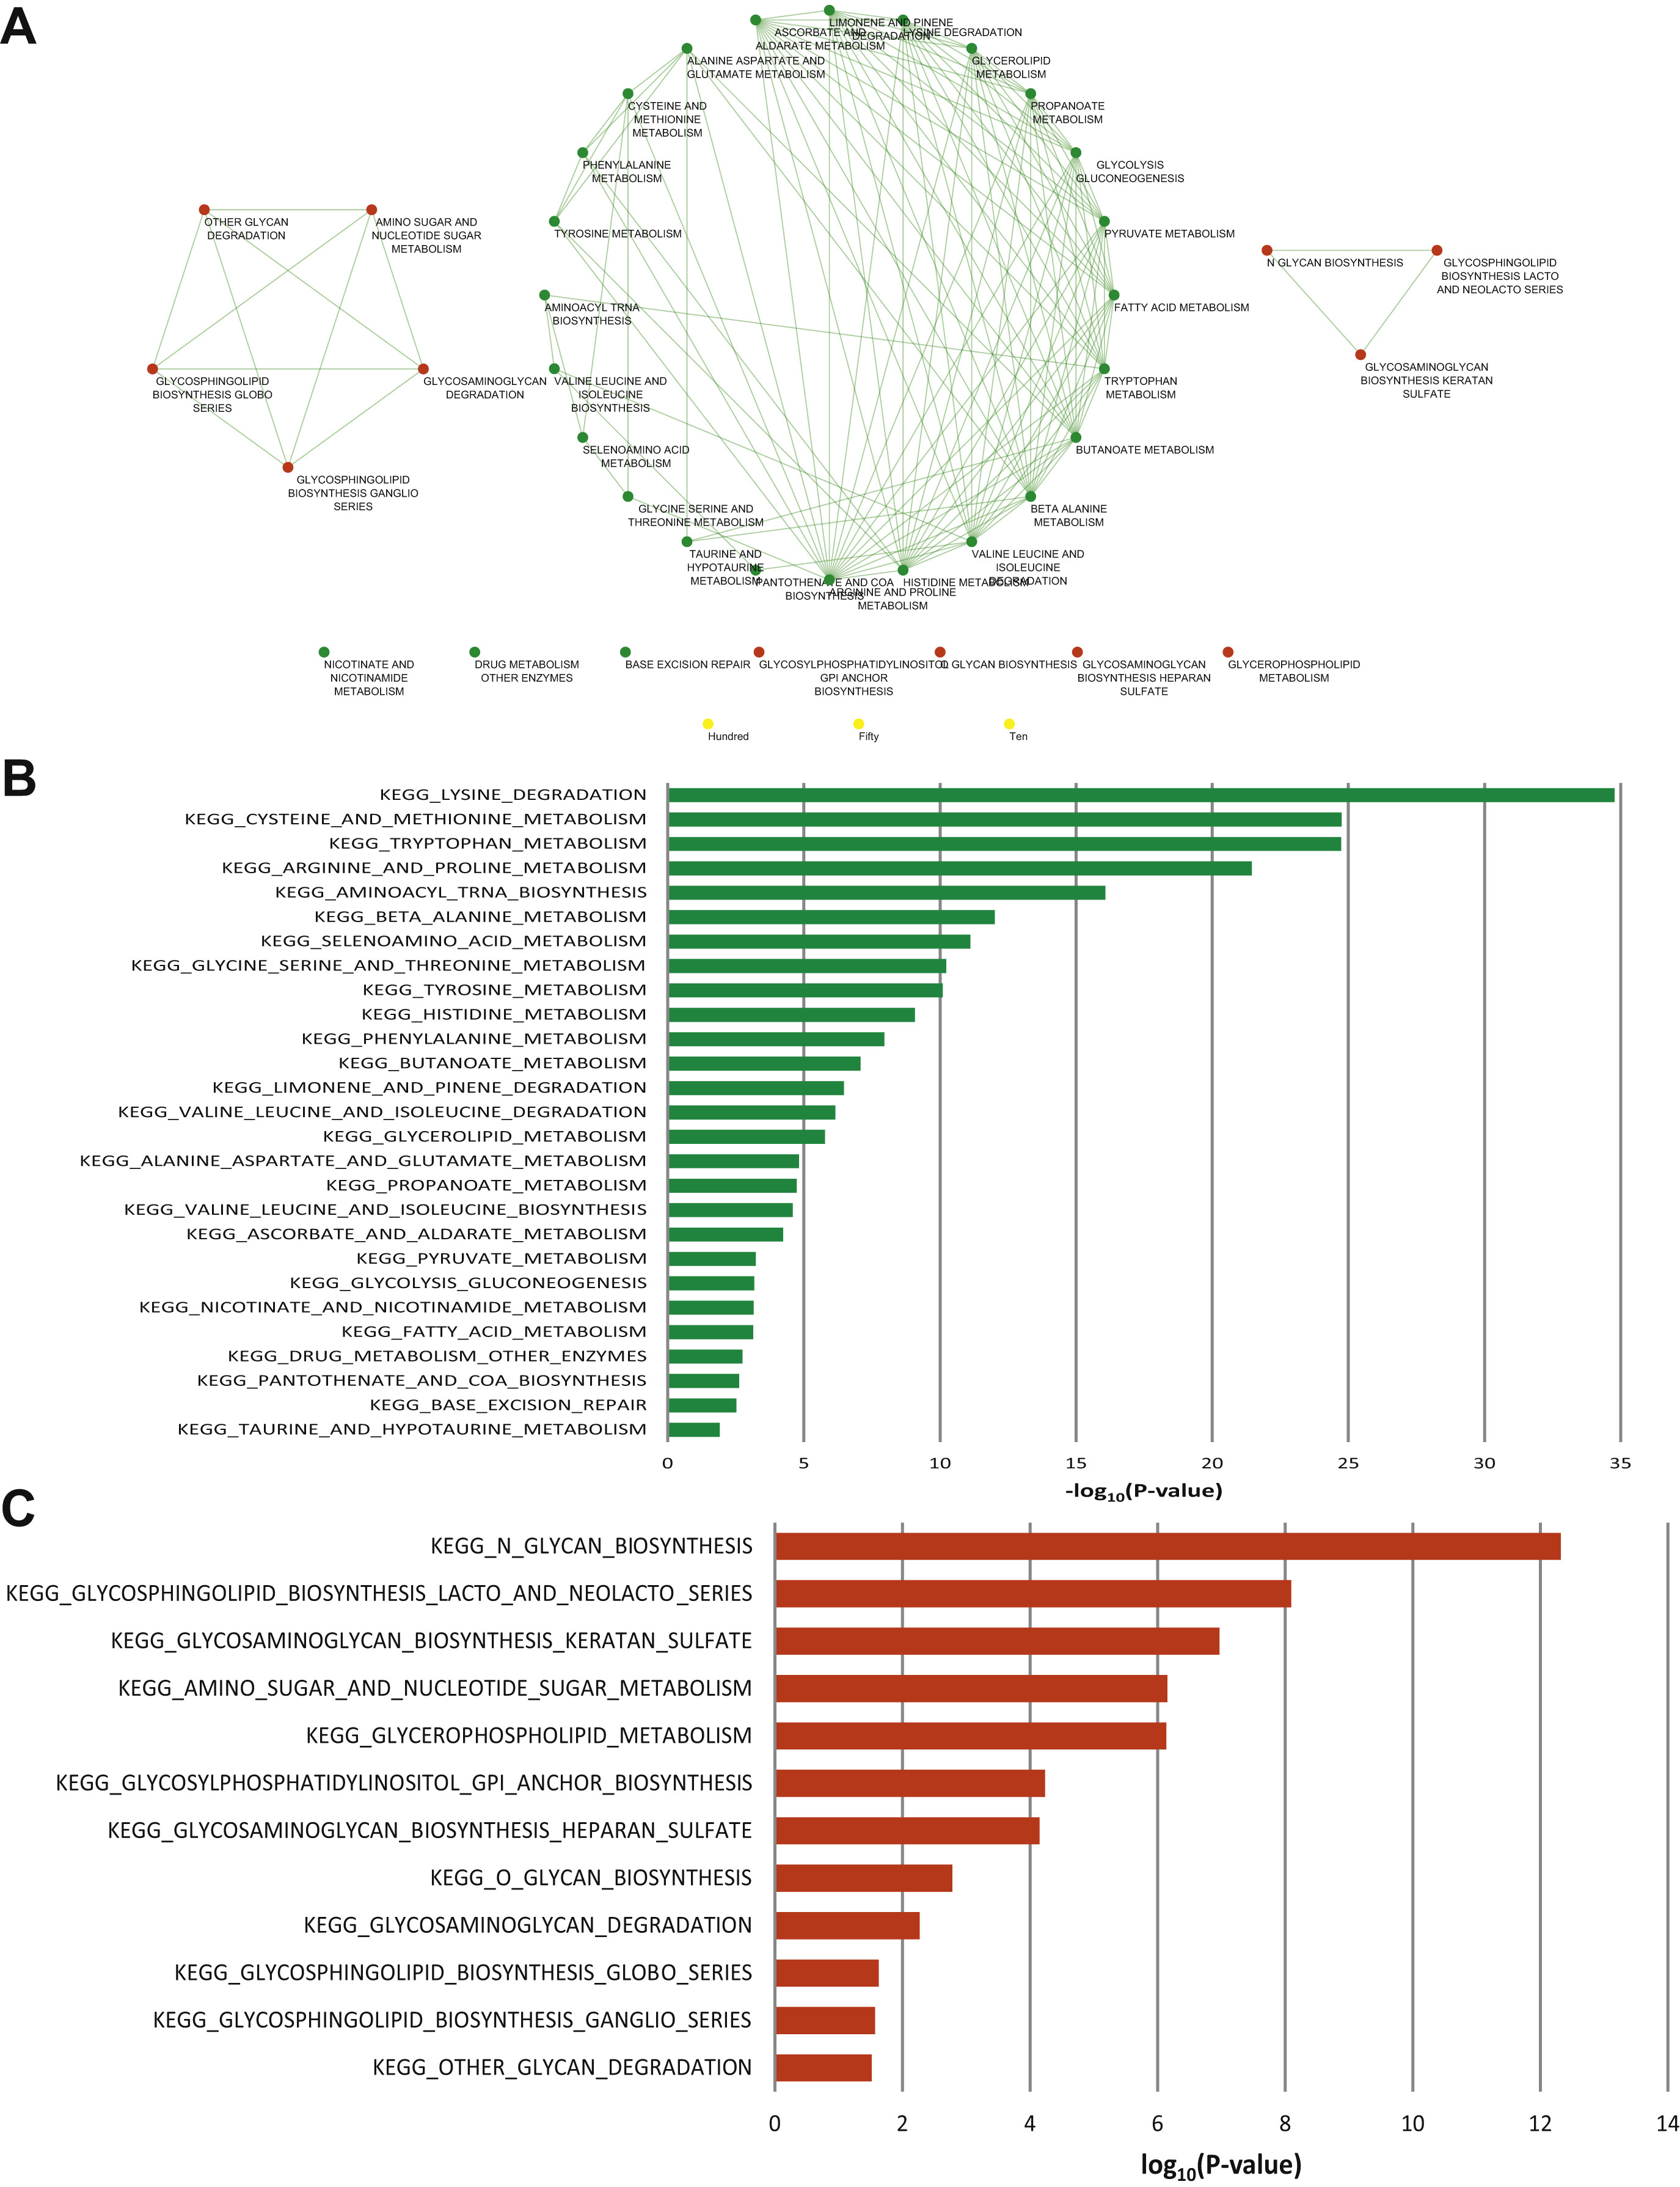 A
LIMONENE AND PINENE
DEGRADATION
LYSINE DEGRADATION
ASCORBATE AND
ALDARATE METABOLISM
ALANINE ASPARTATE AND
GLUTAMATE METABOLISM
GLYCEROLIPID
METABOLISM
CYSTEINE AND
METHIONINE
METABOLISM
PROPANOATE
METABOLISM
PHENYLALANINE
METABOLISM
GLYCOLYSIS
GLUCONEOGENESIS
OTHER GLYCAN
DEGRADATION
AMINO SUGAR AND
NUCLEOTIDE SUGAR
METABOLISM
TYROSINE METABOLISM
PYRUVATE METABOLISM
N GLYCAN BIOSYNTHESIS
GLYCOSPHINGOLIPID
BIOSYNTHESIS LACTO
AND NEOLACTO SERIES
AMINOACYL TRNA
BIOSYNTHESIS
FATTY ACID METABOLISM
GLYCOSPHINGOLIPID
BIOSYNTHESIS GLOBO
SERIES
GLYCOSAMINOGLYCAN
DEGRADATION
VALINE LEUCINE AND
ISOLEUCINE
BIOSYNTHESIS
TRYPTOPHAN
METABOLISM
GLYCOSAMINOGLYCAN
BIOSYNTHESIS KERATAN
SULFATE
SELENOAMINO ACID
METABOLISM
BUTANOATE METABOLISM
GLYCOSPHINGOLIPID
BIOSYNTHESIS GANGLIO
SERIES
GLYCINE SERINE AND
THREONINE METABOLISM
BETA ALANINE
METABOLISM
TAURINE AND
HYPOTAURINE
METABOLISM
VALINE LEUCINE AND
ISOLEUCINE
DEGRADATION
PANTOTHENATE AND COA
BIOSYNTHESIS
HISTIDINE METABOLISM
ARGININE AND PROLINE
METABOLISM
NICOTINATE AND
NICOTINAMIDE
METABOLISM
DRUG METABOLISM
OTHER ENZYMES
BASE EXCISION REPAIR
GLYCOSYLPHOSPHATIDYLINOSITOL
GPI ANCHOR
BIOSYNTHESIS
O GLYCAN BIOSYNTHESIS
GLYCOSAMINOGLYCAN
BIOSYNTHESIS HEPARAN
SULFATE
GLYCEROPHOSPHOLIPID
METABOLISM
Hundred
Fifty
Ten
B
KEGG_LYSINE_DEGRADATION
KEGG_CYSTEINE_AND_METHIONINE_METABOLISM
KEGG_TRYPTOPHAN_METABOLISM
KEGG_ARGININE_AND_PROLINE_METABOLISM
KEGG_AMINOACYL_TRNA_BIOSYNTHESIS
KEGG_BETA_ALANINE_METABOLISM
KEGG_SELENOAMINO_ACID_METABOLISM
KEGG_GLYCINE_SERINE_AND_THREONINE_METABOLISM
KEGG_TYROSINE_METABOLISM
KEGG_HISTIDINE_METABOLISM
KEGG_PHENYLALANINE_METABOLISM
KEGG_BUTANOATE_METABOLISM
KEGG_LIMONENE_AND_PINENE_DEGRADATION
KEGG_VALINE_LEUCINE_AND_ISOLEUCINE_DEGRADATION
KEGG_GLYCEROLIPID_METABOLISM
KEGG_ALANINE_ASPARTATE_AND_GLUTAMATE_METABOLISM
KEGG_PROPANOATE_METABOLISM
KEGG_VALINE_LEUCINE_AND_ISOLEUCINE_BIOSYNTHESIS
KEGG_ASCORBATE_AND_ALDARATE_METABOLISM
KEGG_PYRUVATE_METABOLISM
KEGG_GLYCOLYSIS_GLUCONEOGENESIS
KEGG_NICOTINATE_AND_NICOTINAMIDE_METABOLISM
KEGG_FATTY_ACID_METABOLISM
KEGG_DRUG_METABOLISM_OTHER_ENZYMES
KEGG_PANTOTHENATE_AND_COA_BIOSYNTHESIS
KEGG_BASE_EXCISION_REPAIR
KEGG_TAURINE_AND_HYPOTAURINE_METABOLISM
0 5 10 15 20 25 30 35
-log10(P-value)
C
KEGG_N_GLYCAN_BIOSYNTHESIS
KEGG_GLYCOSPHINGOLIPID_BIOSYNTHESIS_LACTO_AND_NEOLACTO_SERIES
KEGG_GLYCOSAMINOGLYCAN_BIOSYNTHESIS_KERATAN_SULFATE
KEGG_AMINO_SUGAR_AND_NUCLEOTIDE_SUGAR_METABOLISM
KEGG_GLYCEROPHOSPHOLIPID_METABOLISM
KEGG_GLYCOSYLPHOSPHATIDYLINOSITOL_GPI_ANCHOR_BIOSYNTHESIS
KEGG_GLYCOSAMINOGLYCAN_BIOSYNTHESIS_HEPARAN_SULFATE
KEGG_O_GLYCAN_BIOSYNTHESIS
KEGG_GLYCOSAMINOGLYCAN_DEGRADATION
KEGG_GLYCOSPHINGOLIPID_BIOSYNTHESIS_GLOBO_SERIES
KEGG_GLYCOSPHINGOLIPID_BIOSYNTHESIS_GANGLIO_SERIES
KEGG_OTHER_GLYCAN_DEGRADATION
0 2 4 6 8 10 12 14
log10(P-value)